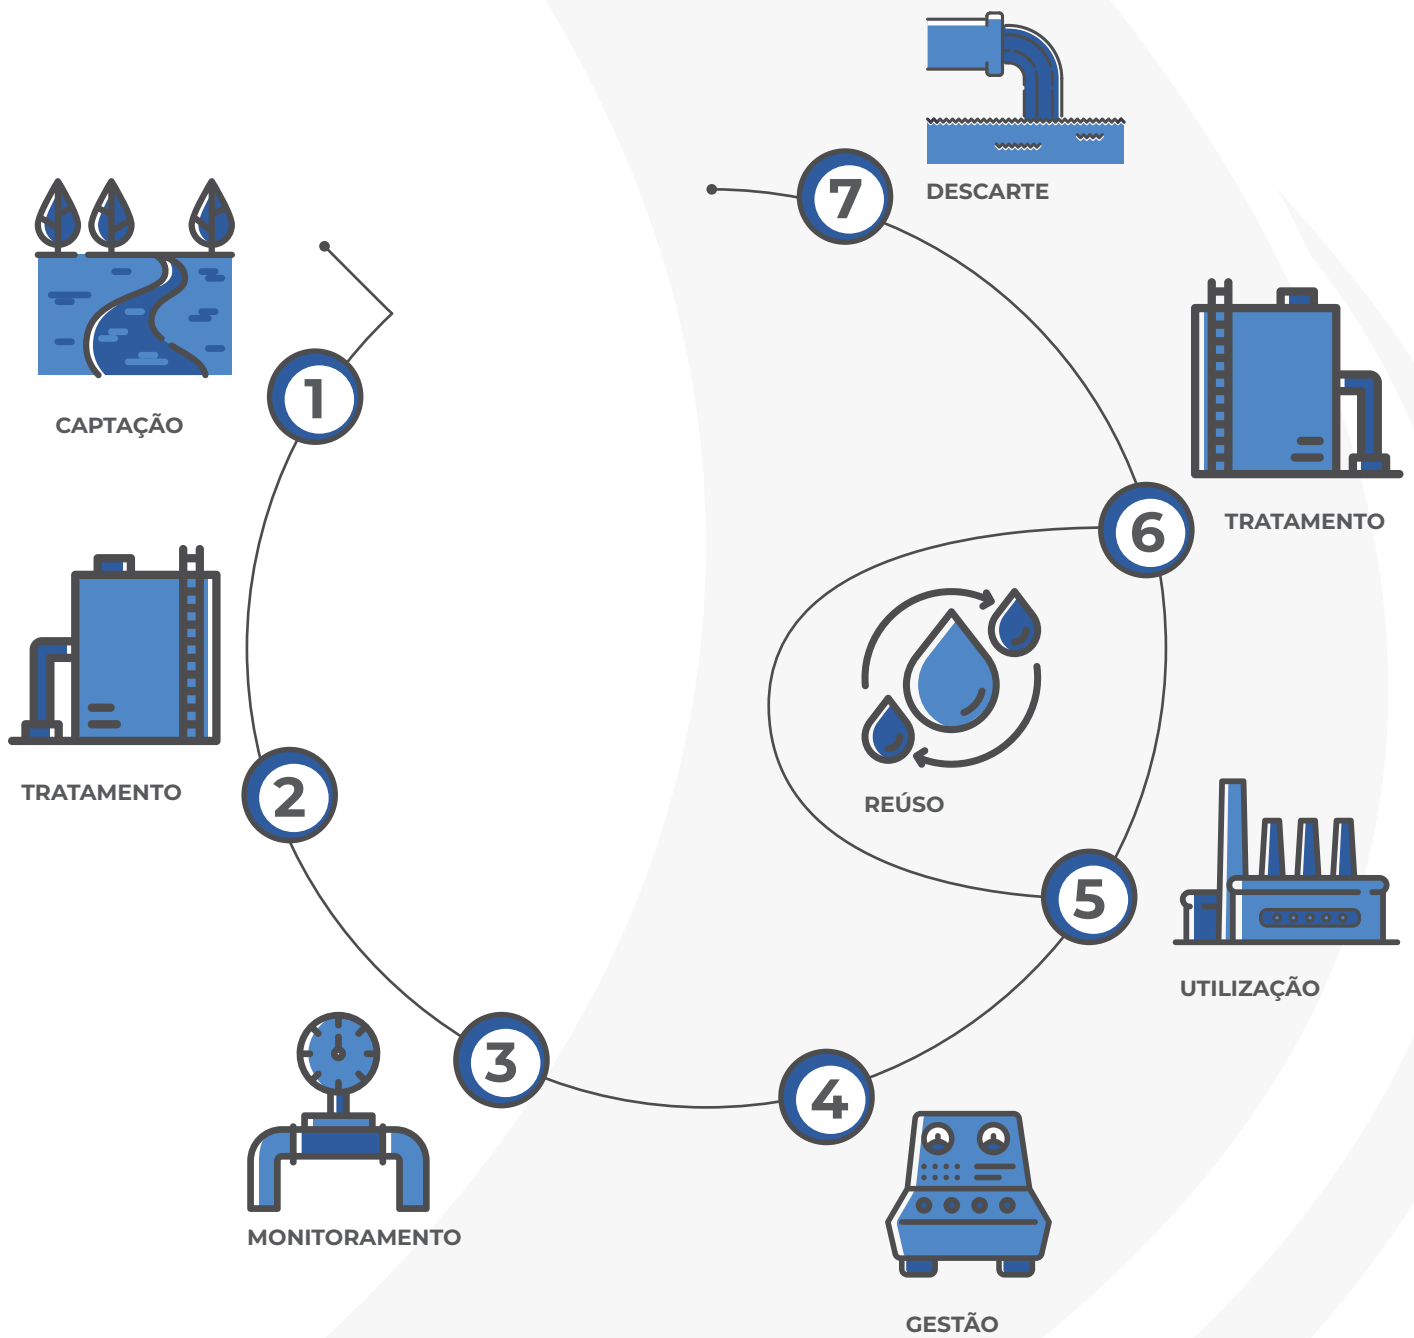 1
CAPTAÇÃO
2
TRATAMENTO
3
MONITORAMENTO
4
GESTÃO
5
UTILIZAÇÃO
REÚSO
6
TRATAMENTO
7
DESCARTE